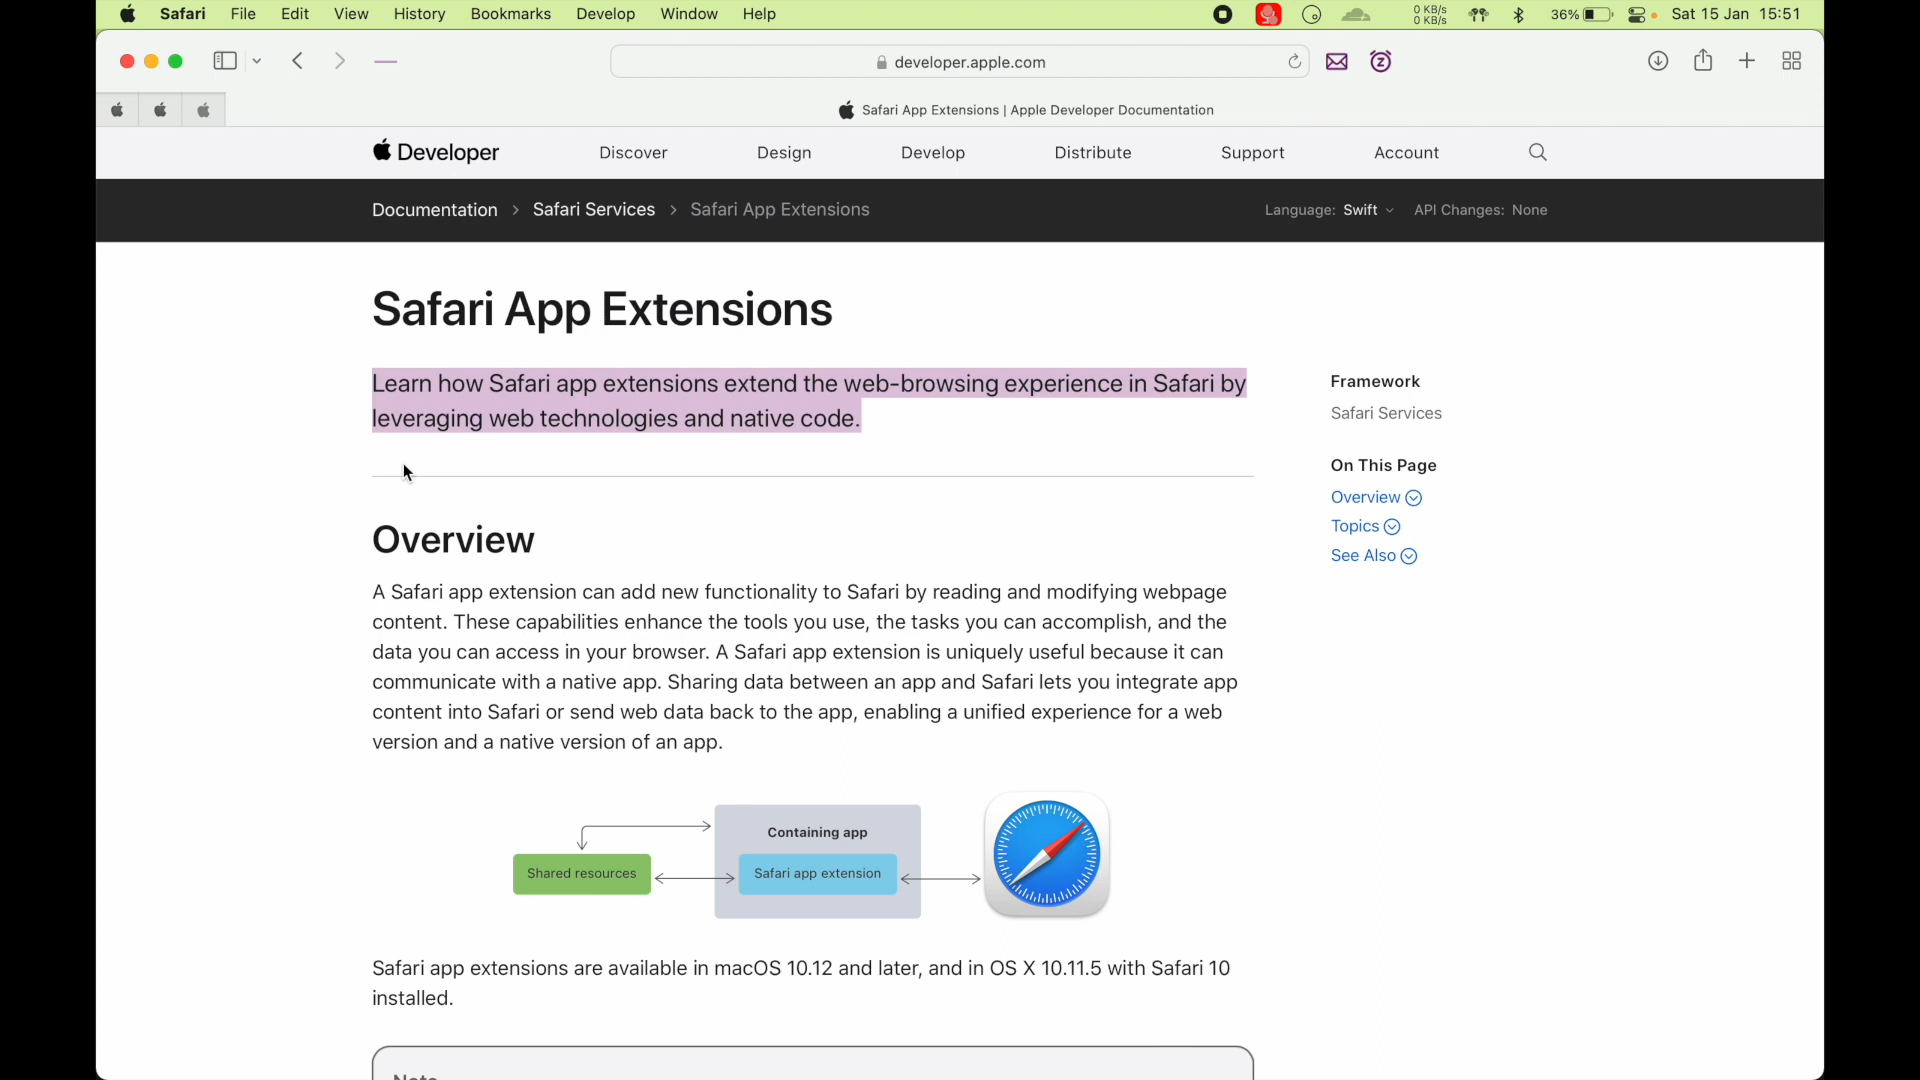 Safari File Edit View History Bookmarks Develop Window Help
0 KB/s
0 KB/s
36% Sat 15 Jan 15:51
developer.apple.com
Safari App Extensions | Apple Developer Documentation
Developer Discover Design Develop Distribute Support Account
Documentation > Safari Services > Safari App Extensions Language: Swift API Changes: None
Safari App Extensions
Learn how Safari app extensions extend the web-browsing experience in Safari by
leveraging web technologies and native code.
Framework
Safari Services
On This Page
Overview
Topics
See Also
Overview
A Safari app extension can add new functionality to Safari by reading and modifying webpage
content. These capabilities enhance the tools you use, the tasks you can accomplish, and the
data you can access in your browser. A Safari app extension is uniquely useful because it can
communicate with a native app. Sharing data between an app and Safari lets you integrate app
content into Safari or send web data back to the app, enabling a unified experience for a web
version and a native version of an app.
Containing app
Shared resources
Safari app extension
Safari app extensions are available in macOS 10.12 and later, and in OS X 10.11.5 with Safari 10
installed.